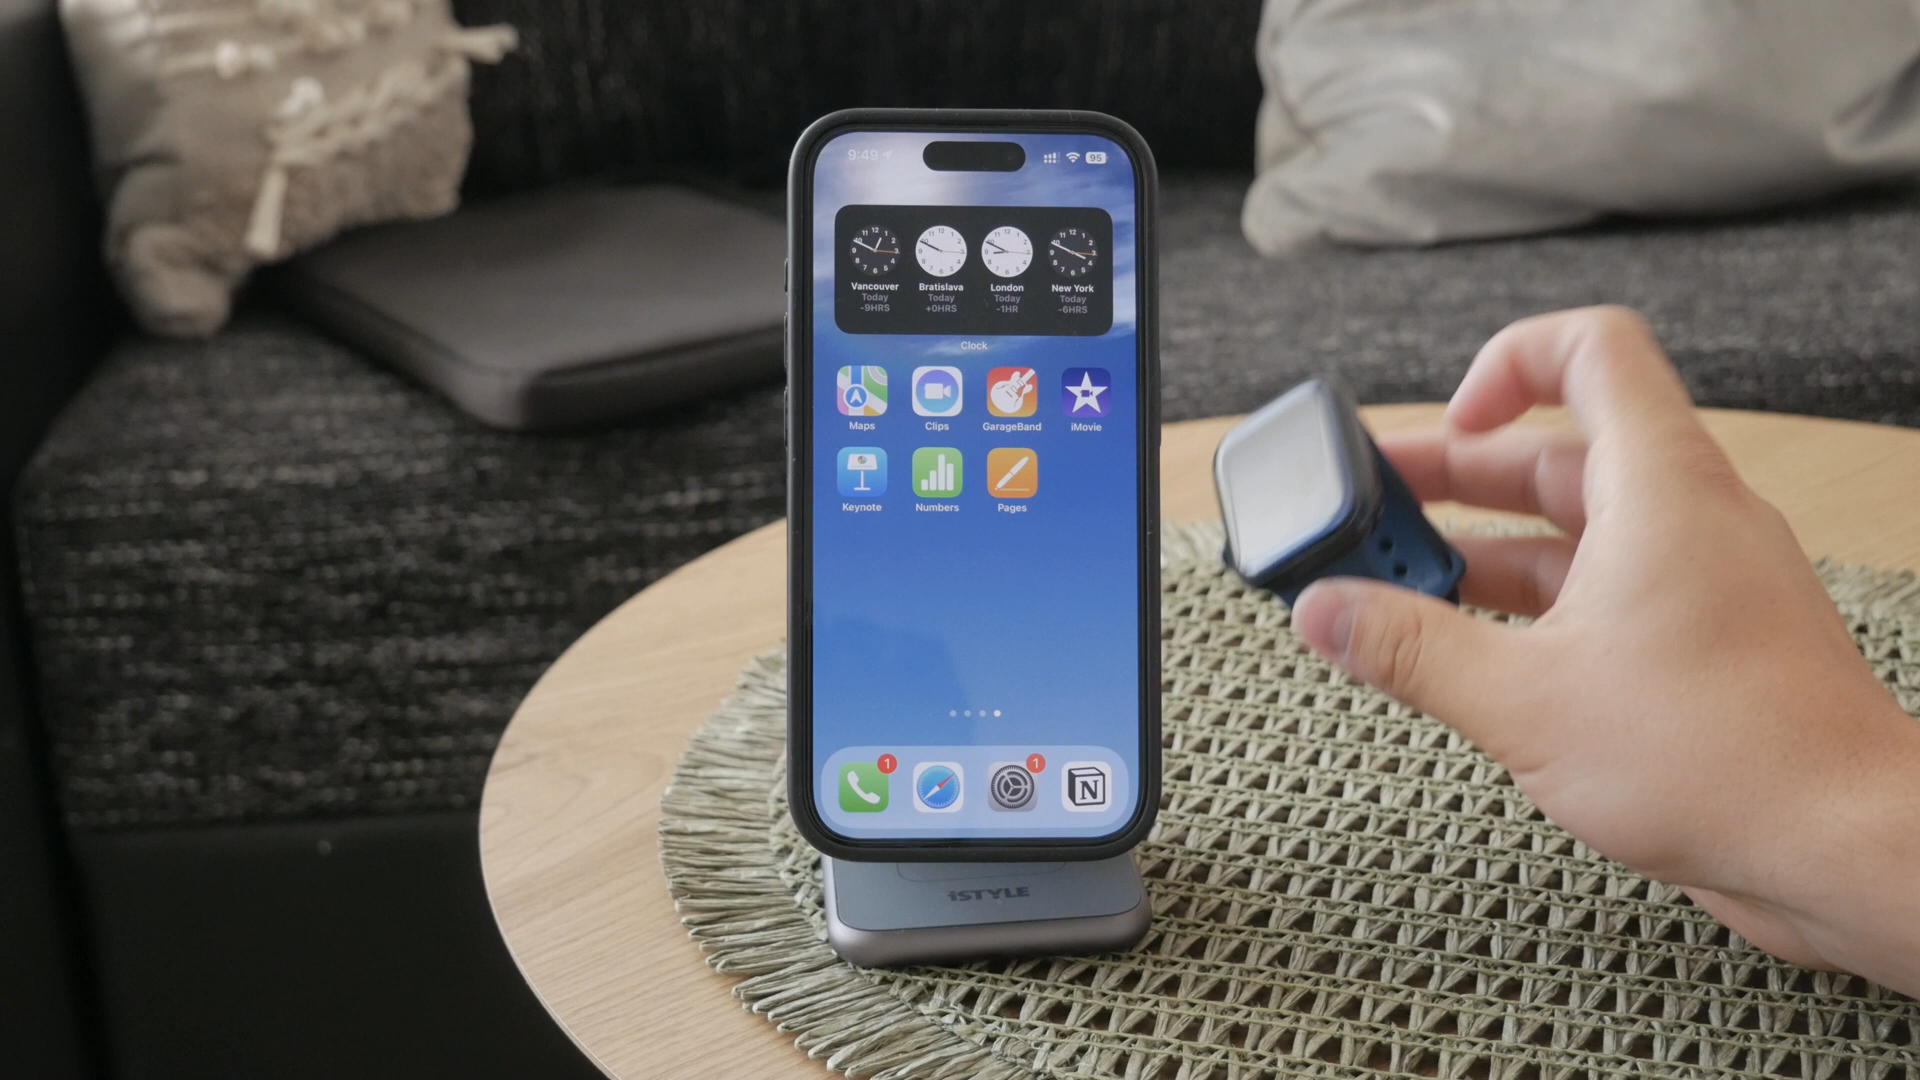 9:49
95
Vancouver Bratislava London New York
Today Today Today Today
-9HRS +0HRS -1HR -6HRS
Clock
Maps Clips GarageBand iMovie
Keynote Numbers Pages
1 1
N
iSTYLE